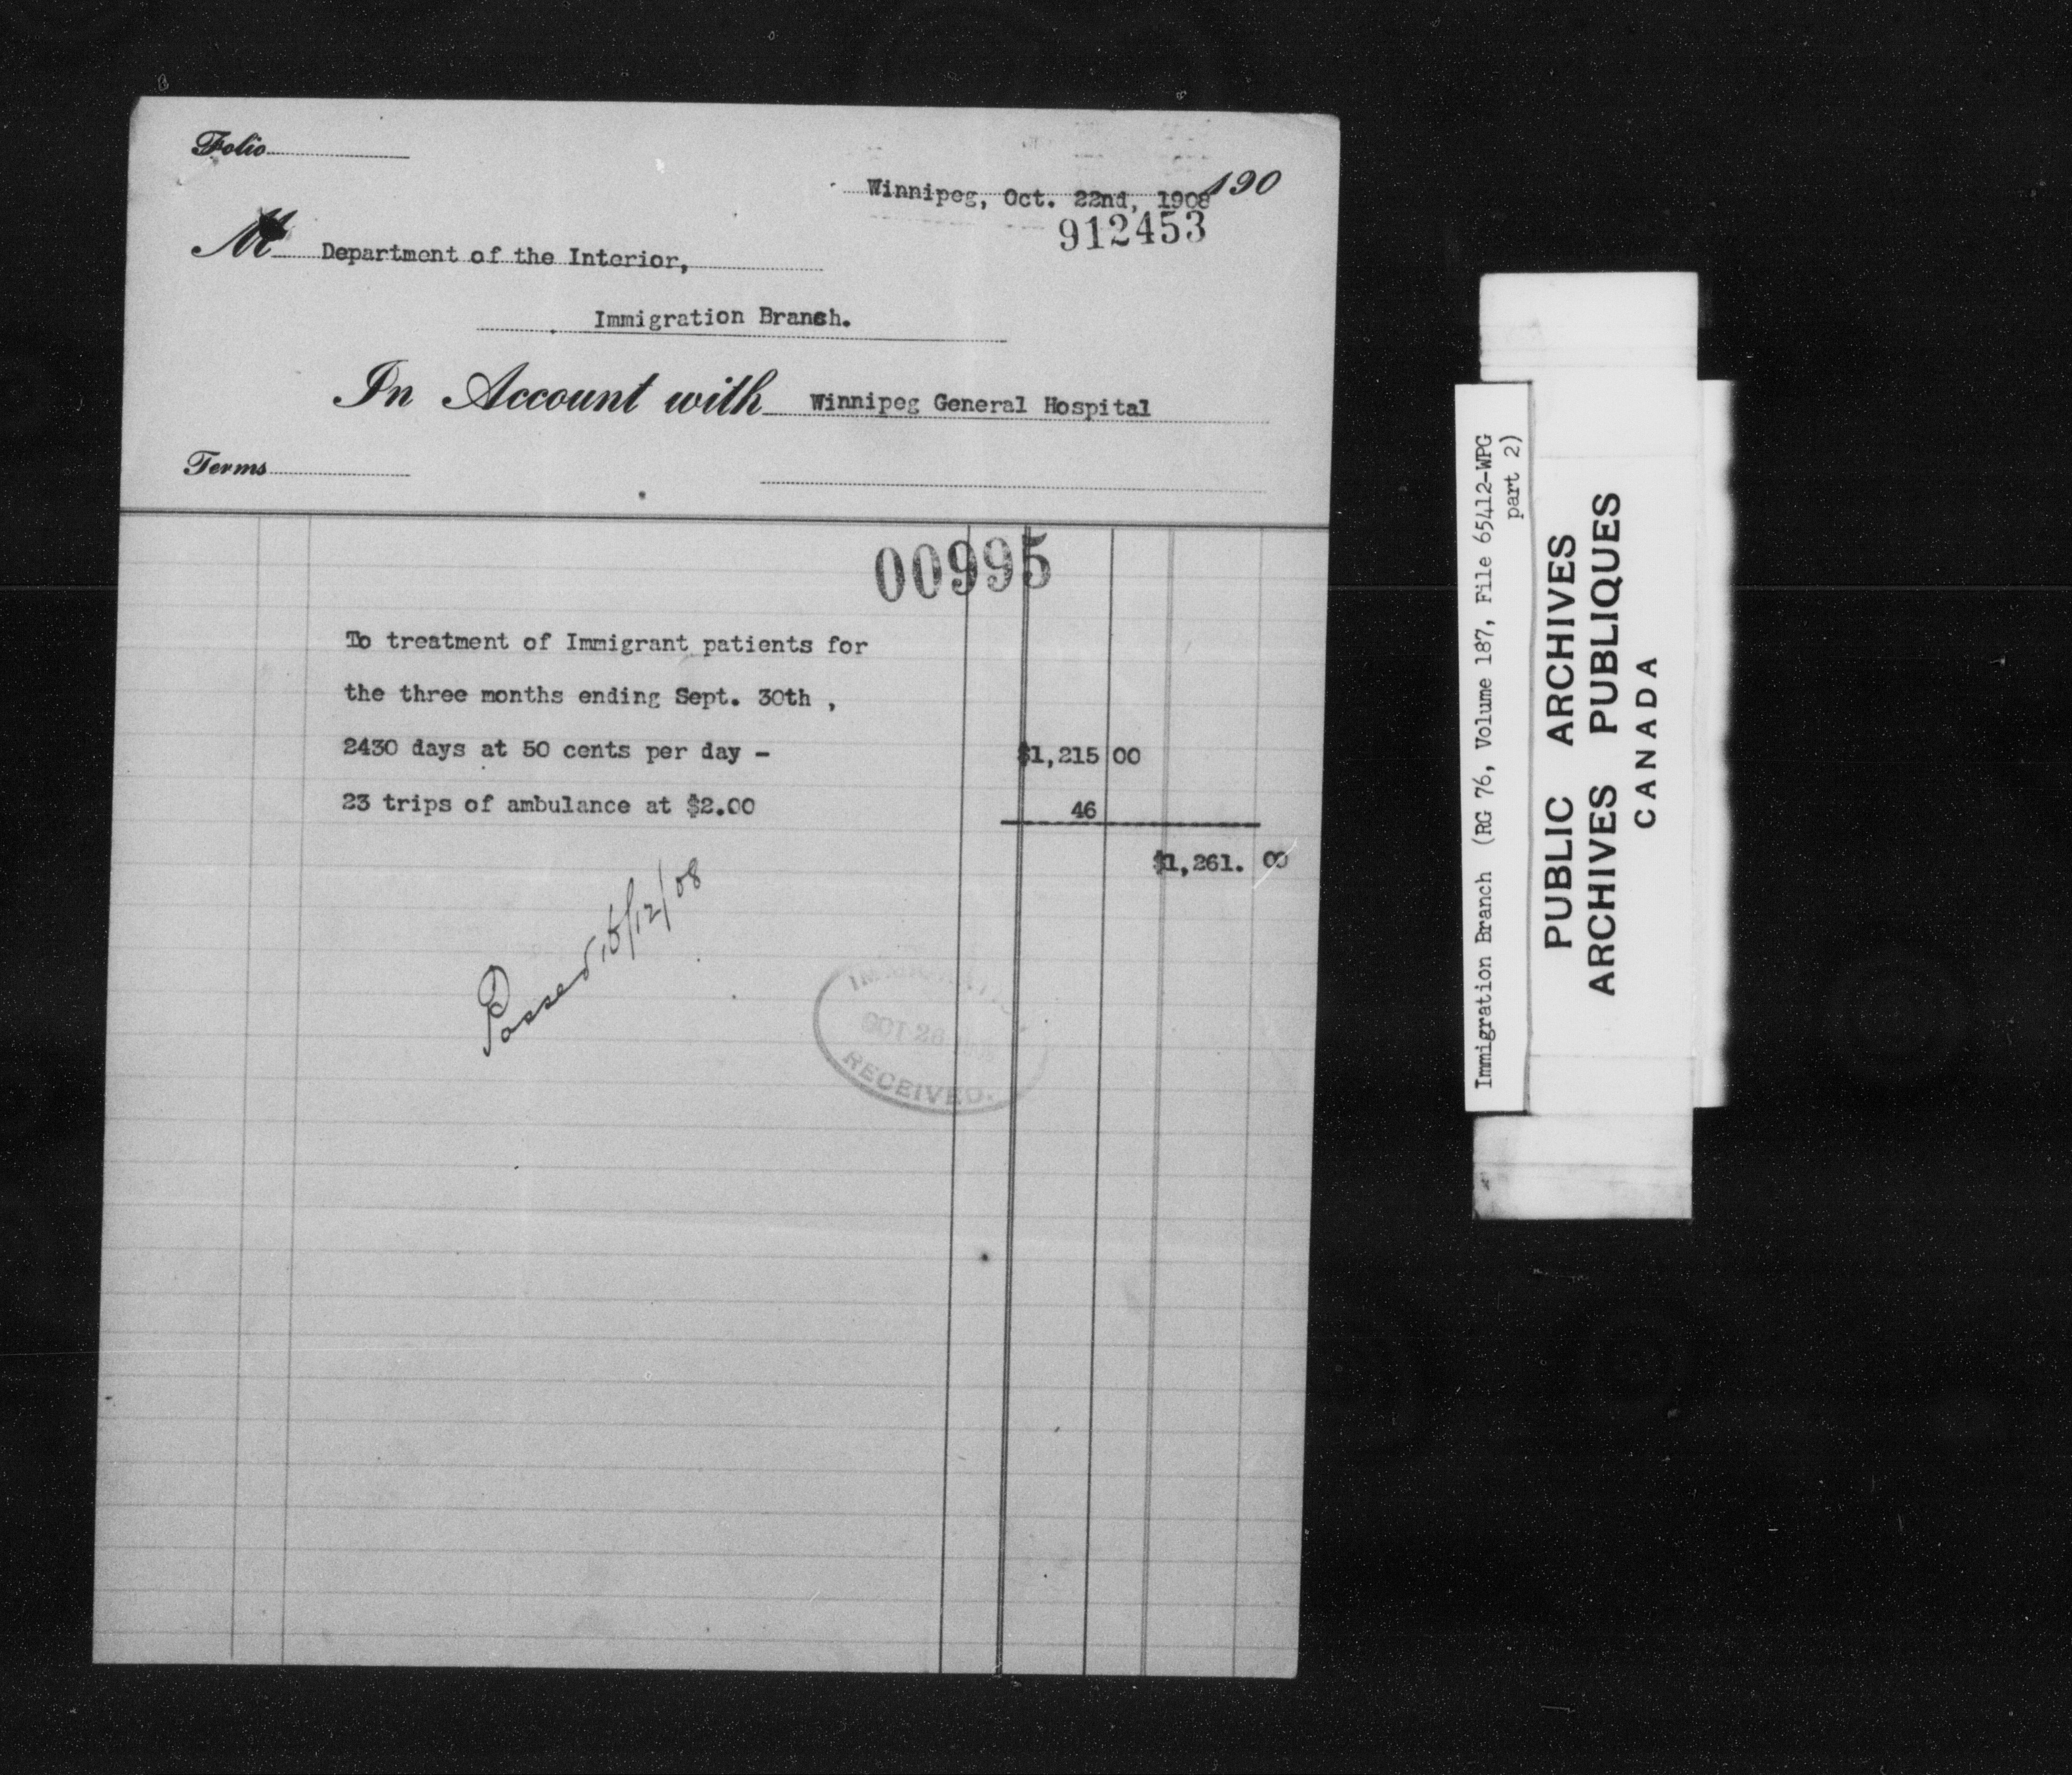 Folio
Winnipeg, Oct. 22nd, 1908 190
912453
M Department of the Interior,
Immigration Branch.
In Account with Winnipeg General Hospital
Terms
00995
To treatment of Immigrant patients for
the three months ending Sept. 30th ,
2430 days at 50 cents per day - $1,215 00
23 trips of ambulance at $2.00 46
$1,261. 00
Passed 15/12/08
OCT 26
RECEIVED.
Immigration Branch (RG 76, Volume 187, File 65412-WPG
part 2)
PUBLIC ARCHIVES
ARCHIVES PUBLIQUES
CANADA